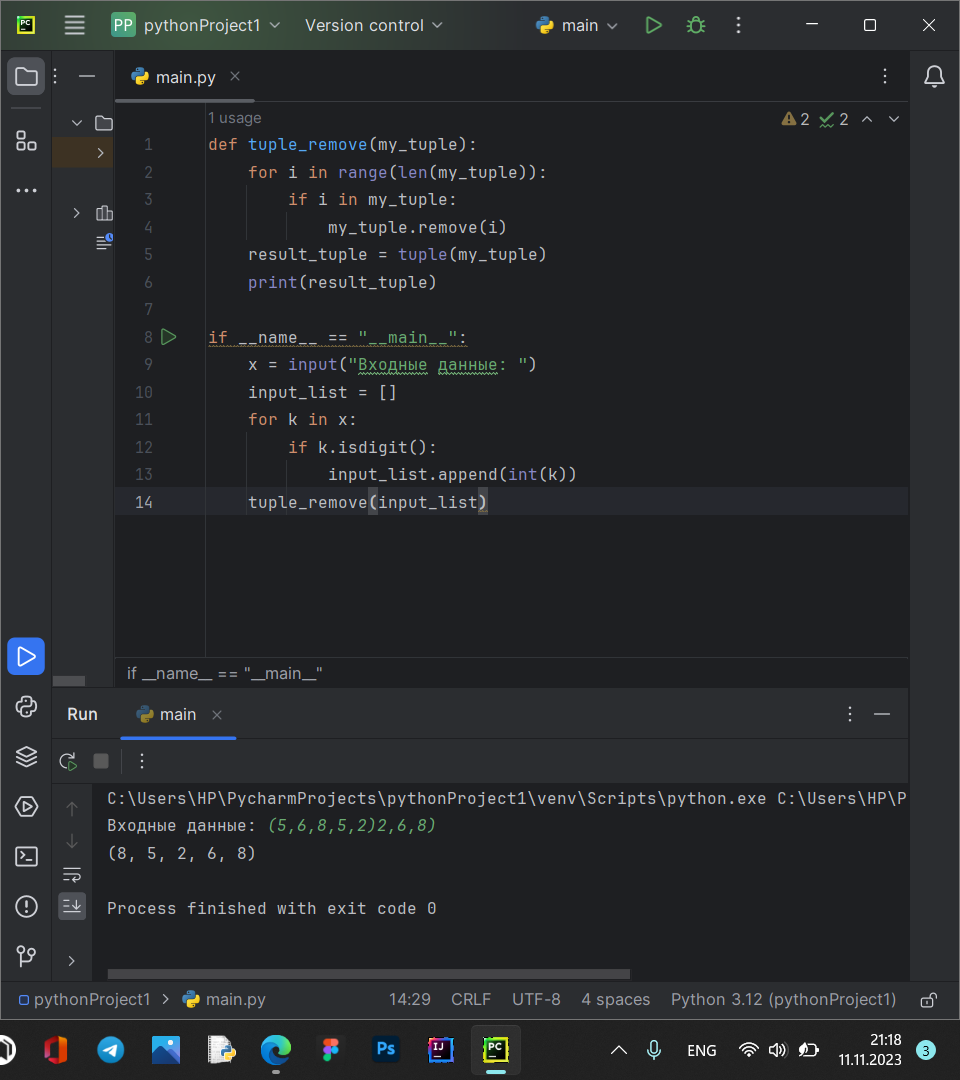 PP pythonProject1 Version control main
main.py
1 usage
2 2
1 def tuple_remove(my_tuple):
2 for i in range(len(my_tuple)):
3 if i in my_tuple:
4 my_tuple.remove(i)
5 result_tuple = tuple(my_tuple)
6 print(result_tuple)
7
8 if __name__ == "__main__":
9 x = input("Входные данные: ")
10 input_list = []
11 for k in x:
12 if k.isdigit():
13 input_list.append(int(k))
14 tuple_remove(input_list)
if __name__ == "__main__"
Run main
C:\Users\HP\PycharmProjects\pythonProject1\venv\Scripts\python.exe C:\Users\HP\P
Входные данные: (5,6,8,5,2)2,6,8)
(8, 5, 2, 6, 8)
Process finished with exit code 0
pythonProject1 main.py 14:29 CRLF UTF-8 4 spaces Python 3.12 (pythonProject1)
Ps IJ PC ENG 21:18
11.11.2023 3